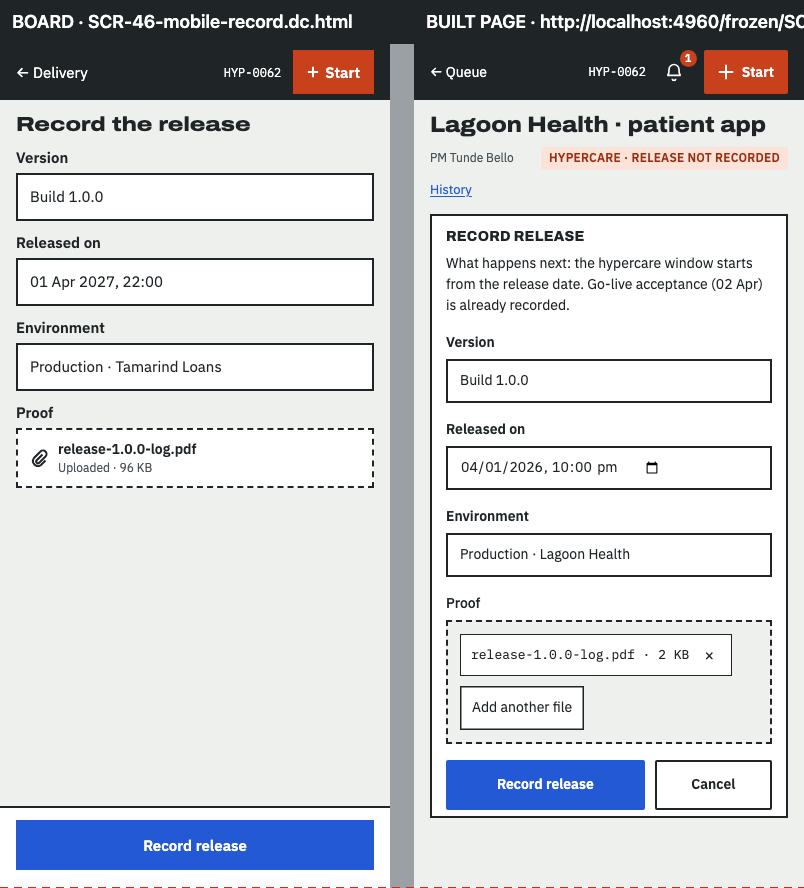 BOARD · SCR-46-mobile-record.dc.html
← Delivery
HYP-0062
+ Start
Record the release
Version
Build 1.0.0
Released on
01 Apr 2027, 22:00
Environment
Production · Tamarind Loans
Proof
release-1.0.0-log.pdf
Uploaded · 96 KB
Record release
BUILT PAGE · http://localhost:4960/frozen/SC
← Queue
HYP-0062
1
+ Start
Lagoon Health · patient app
PM Tunde Bello
HYPERCARE · RELEASE NOT RECORDED
History
RECORD RELEASE
What happens next: the hypercare window starts
from the release date. Go-live acceptance (02 Apr)
is already recorded.
Version
Build 1.0.0
Released on
04/01/2026, 10:00 pm
Environment
Production · Lagoon Health
Proof
release-1.0.0-log.pdf · 2 KB ×
Add another file
Record release
Cancel